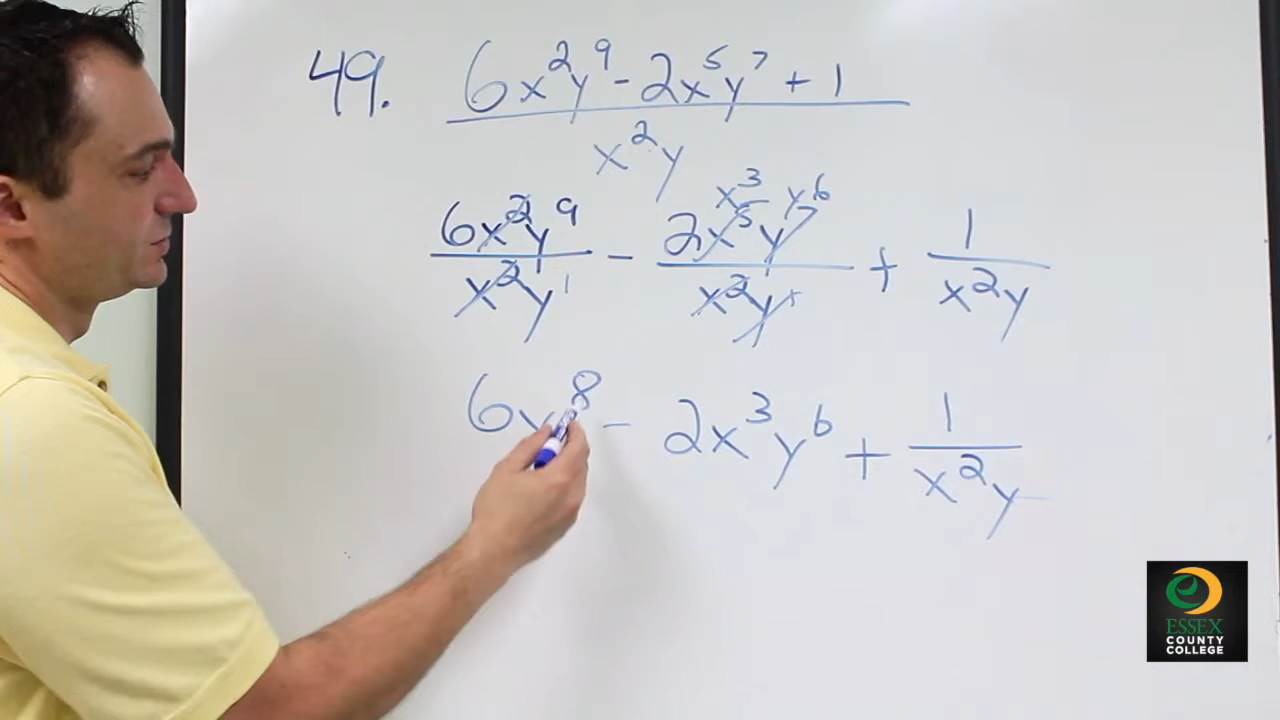 49. 6x²y⁹ - 2x⁵y⁷ + 1
x²y
x³ y⁶
6x²y⁹ - 2x⁵y⁷ + 1
x²y¹ x²y¹ x²y
6y⁸ - 2x³y⁶ + 1
x²y
ESSEX
COUNTY
COLLEGE